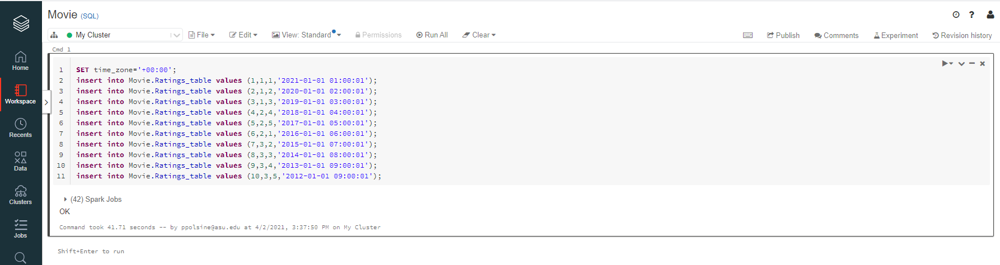 Movie (SQL)
My Cluster File Edit View: Standard Permissions Run All Clear Publish Comments Experiment Revision history
Home
Workspace
Recents
Data
Clusters
Jobs
Cmd 1
1 SET time_zone='+00:00';
2 insert into Movie.Ratings_table values (1,1,1,'2021-01-01 01:00:01');
3 insert into Movie.Ratings_table values (2,1,2,'2020-01-01 02:00:01');
4 insert into Movie.Ratings_table values (3,1,3,'2019-01-01 03:00:01');
5 insert into Movie.Ratings_table values (4,2,4,'2018-01-01 04:00:01');
6 insert into Movie.Ratings_table values (5,2,5,'2017-01-01 05:00:01');
7 insert into Movie.Ratings_table values (6,2,1,'2016-01-01 06:00:01');
8 insert into Movie.Ratings_table values (7,3,2,'2015-01-01 07:00:01');
9 insert into Movie.Ratings_table values (8,3,3,'2014-01-01 08:00:01');
10 insert into Movie.Ratings_table values (9,3,4,'2013-01-01 09:00:01');
11 insert into Movie.Ratings_table values (10,3,5,'2012-01-01 09:00:01');
(42) Spark Jobs
OK
Command took 41.71 seconds -- by ppolsine@asu.edu at 4/2/2021, 3:37:50 PM on My Cluster
Shift+Enter to run